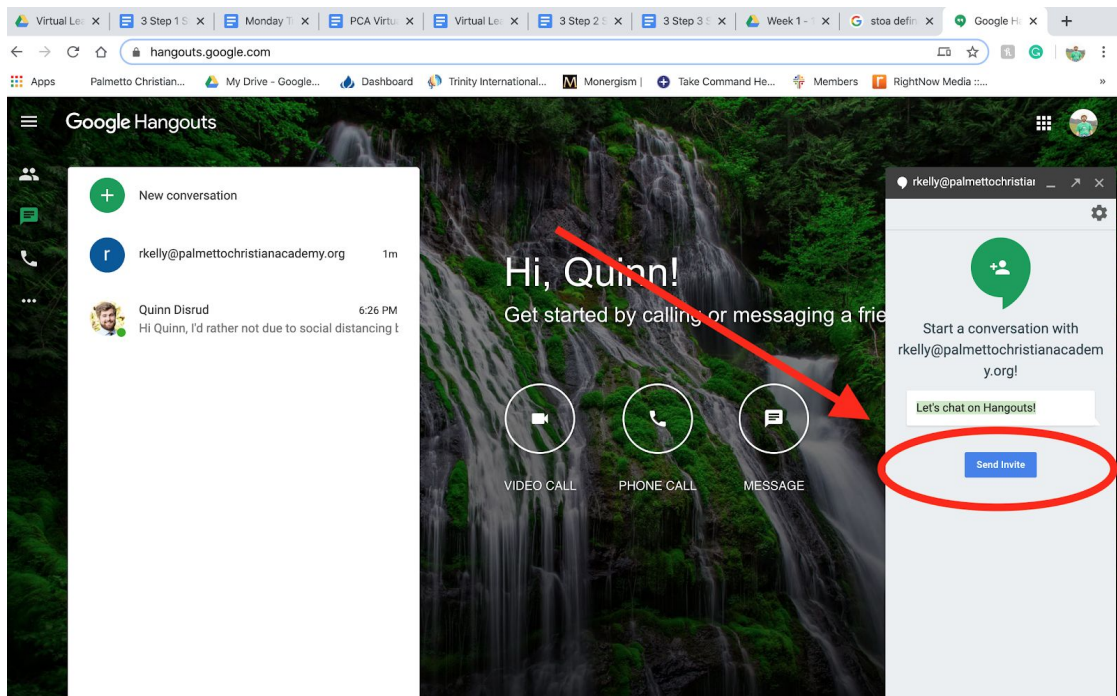 Virtual Lea
3 Step 1 S
Monday T
PCA Virtu
Virtual Lea
3 Step 2 S
3 Step 3 S
Week 1 -
stoa defin
Google Ha
hangouts.google.com
Apps
Palmetto Christian...
My Drive - Google...
Dashboard
Trinity International...
Monergism |
Take Command He...
Members
RightNow Media ::...
»
Google Hangouts
New conversation
r
rkelly@palmettochristianacademy.org 1m
Quinn Disrud 6:26 PM
Hi Quinn, I'd rather not due to social distancing
Hi, Quinn!
Get started by calling or messaging a frie
VIDEO CALL
PHONE CALL
MESSAGE
rkelly@palmettochristian
Start a conversation with
rkelly@palmettochristianacadem
y.org!
Let's chat on Hangouts!
Send Invite